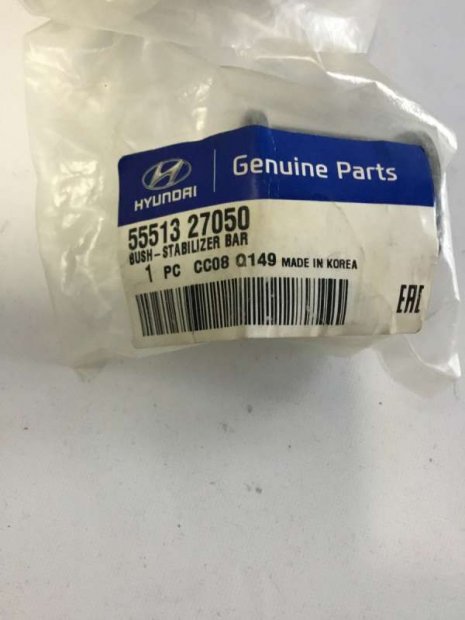 HYUNDAI
Genuine Parts
55513 27050
BUSH-STABILIZER BAR
1 PC CC08 Q149 MADE IN KOREA
EAC